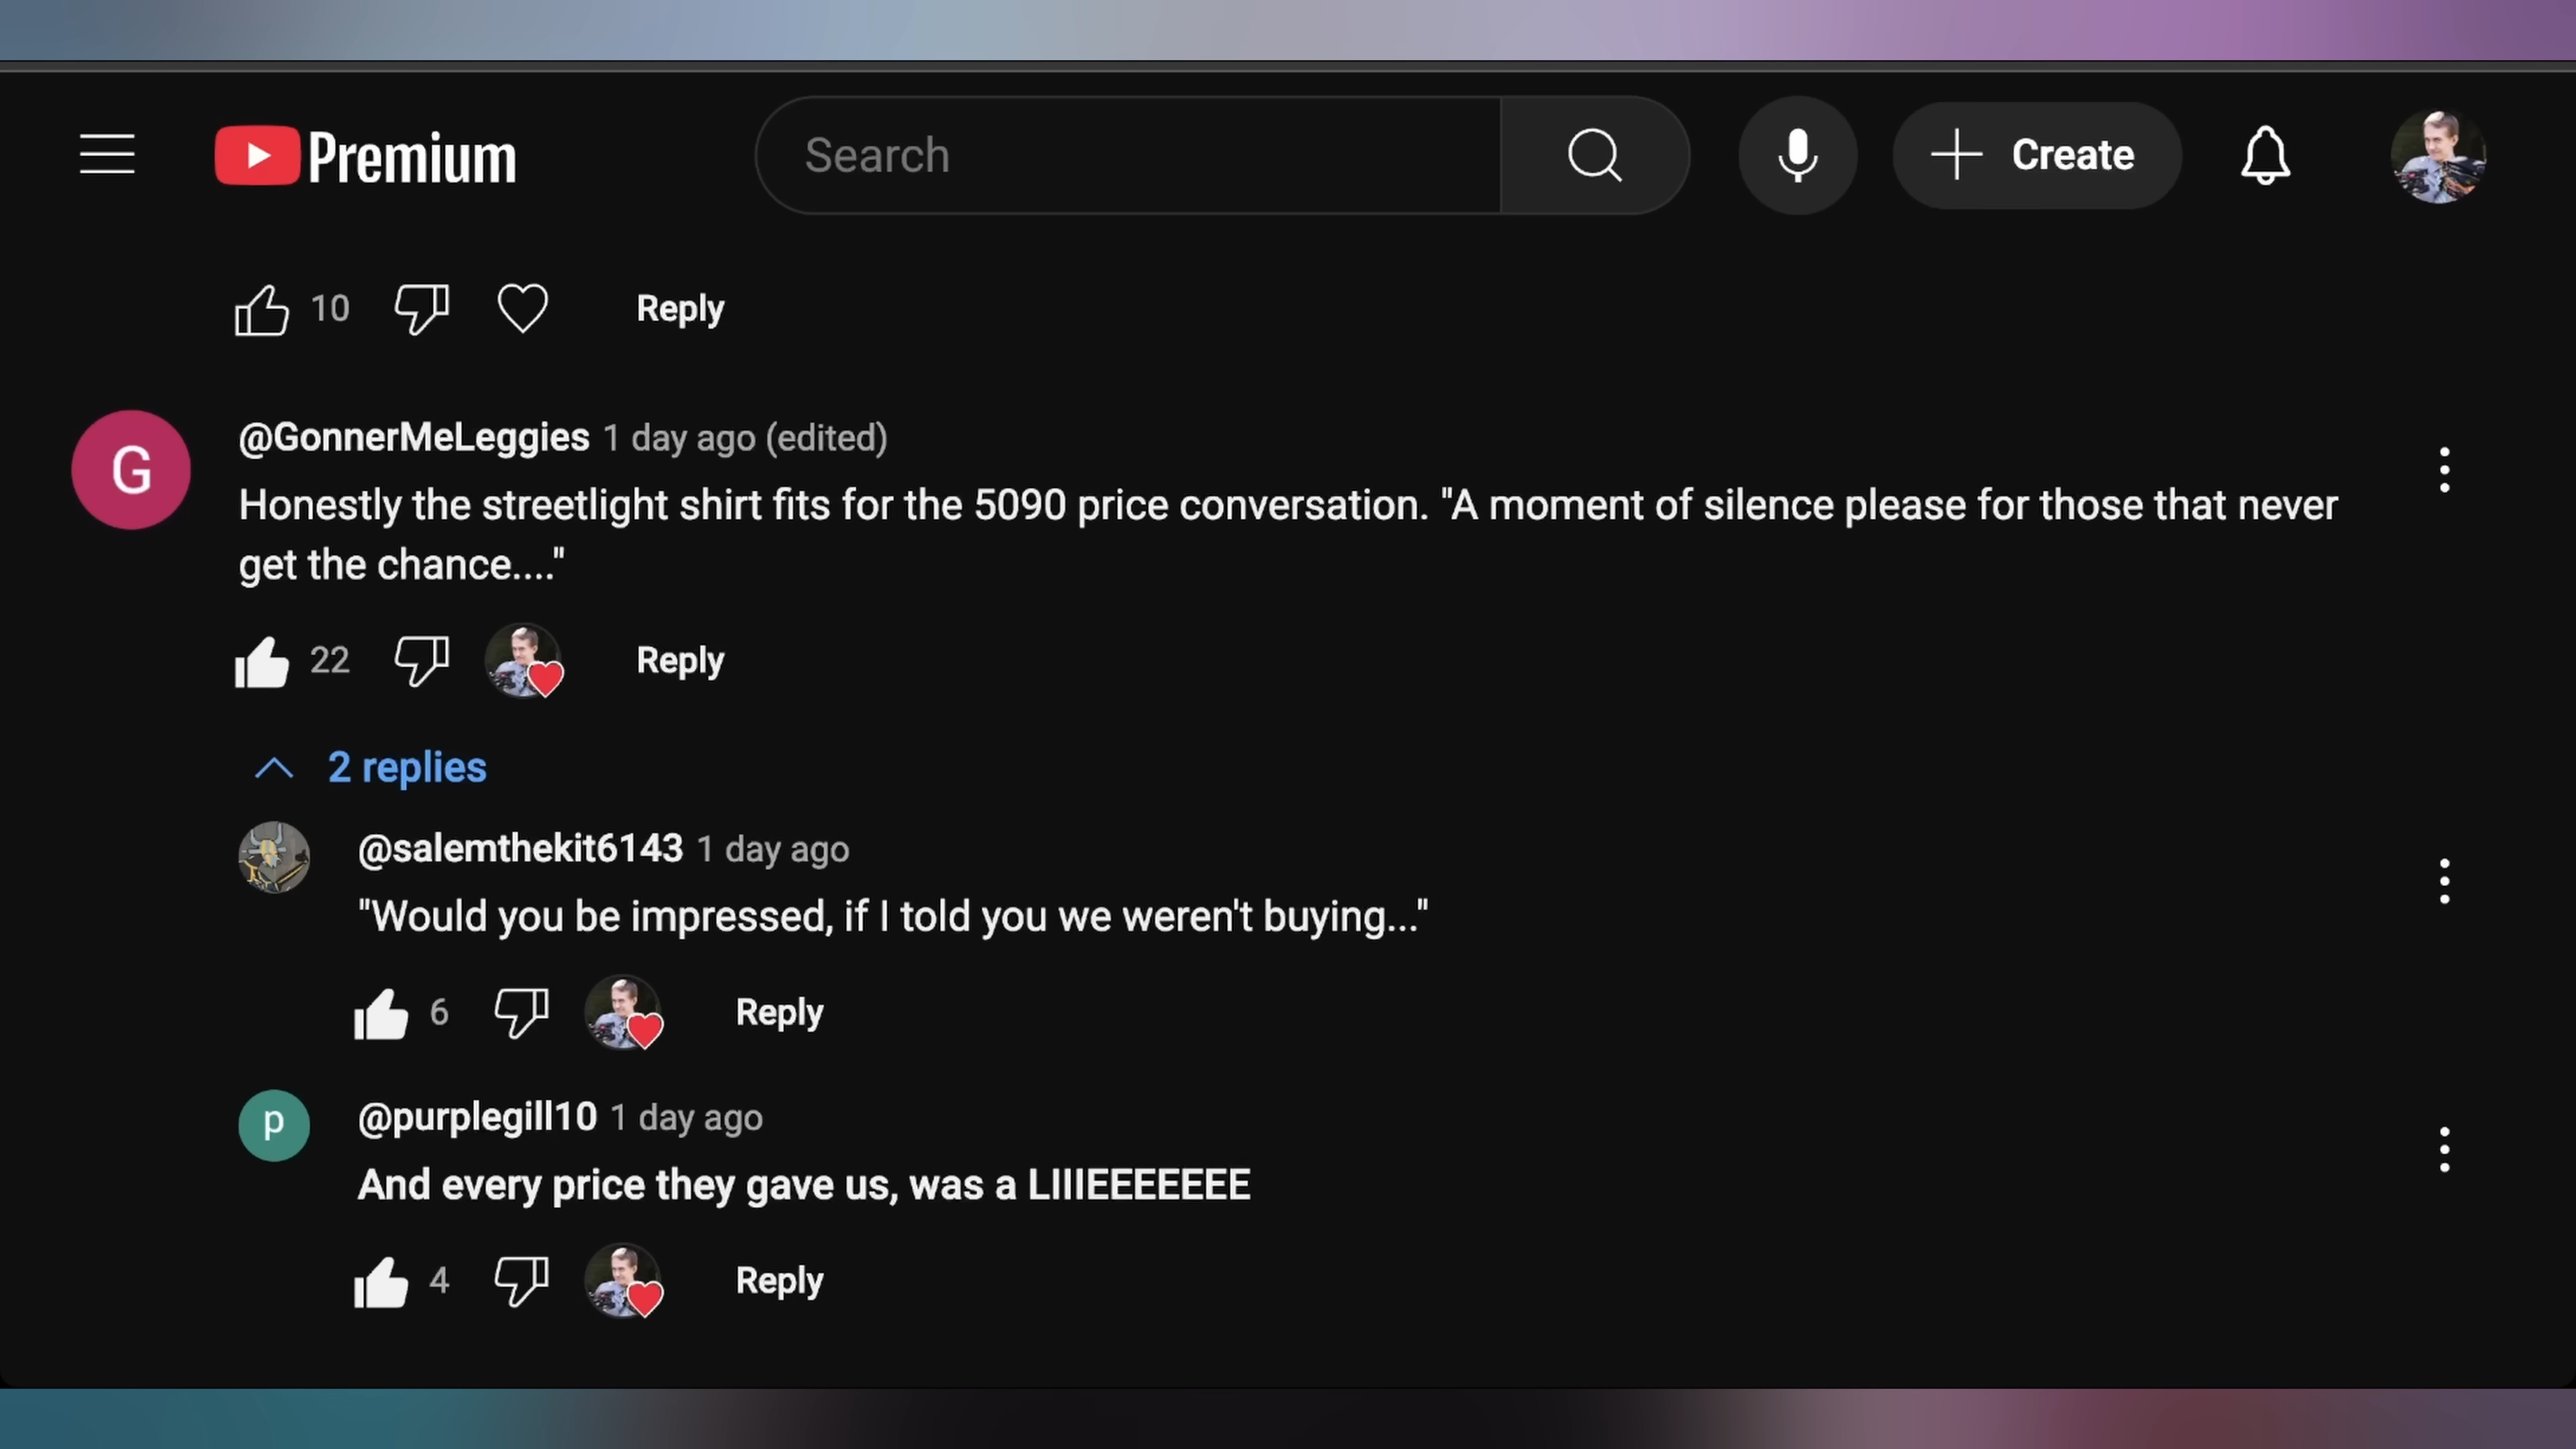 Premium
Search
Create
10
Reply
G
@GonnerMeLeggies 1 day ago (edited)
Honestly the streetlight shirt fits for the 5090 price conversation. "A moment of silence please for those that never
get the chance...."
22
Reply
2 replies
@salemthekit6143 1 day ago
"Would you be impressed, if I told you we weren't buying..."
6
Reply
p
@purplegill10 1 day ago
And every price they gave us, was a LIIIEEEEEEE
4
Reply